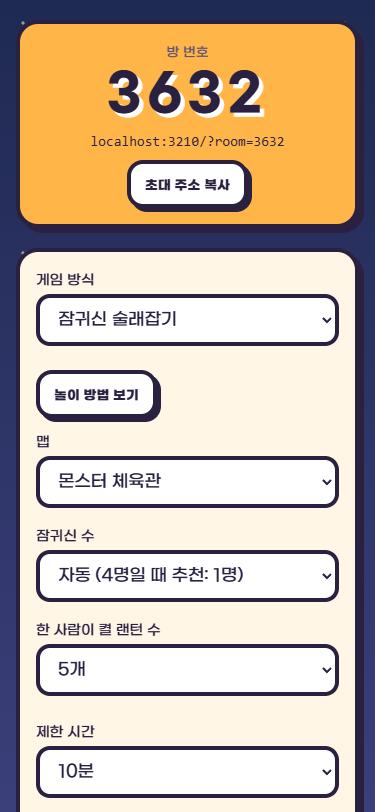 방 번호
3632
localhost:3210/?room=3632
초대 주소 복사
게임 방식
잠귀신 술래잡기
놀이 방법 보기
맵
몬스터 체육관
잠귀신 수
자동 (4명일 때 추천: 1명)
한 사람이 켤 랜턴 수
5개
제한 시간
10분